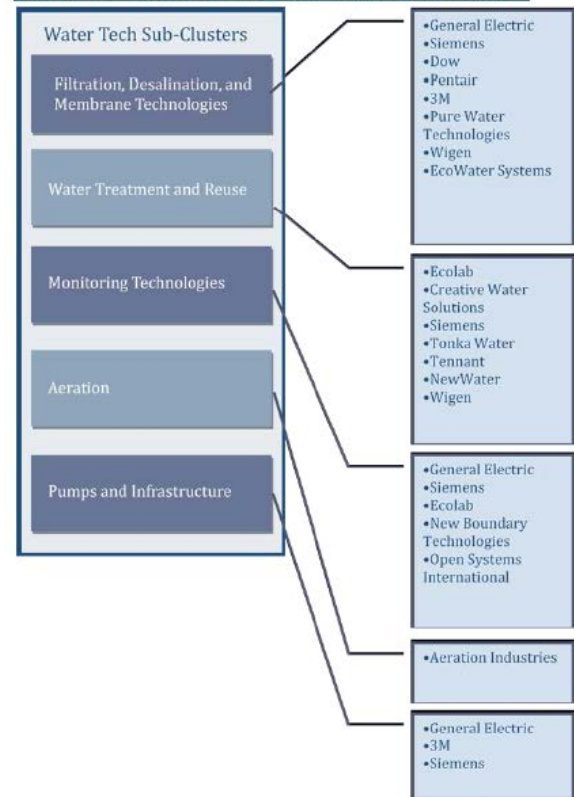 Water Tech Sub-Clusters
Filtration, Desalination, and
Membrane Technologies
Water Treatment and Reuse
Monitoring Technologies
Aeration
Pumps and Infrastructure
•General Electric
•Siemens
•Dow
•Pentair
•3M
•Pure Water
Technologies
•Wigen
•EcoWater Systems
•Ecolab
•Creative Water
Solutions
•Siemens
•Tonka Water
•Tennant
•NewWater
•Wigen
•General Electric
•Siemens
•Ecolab
•New Boundary
Technologies
•Open Systems
International
•Aeration Industries
•General Electric
•3M
•Siemens